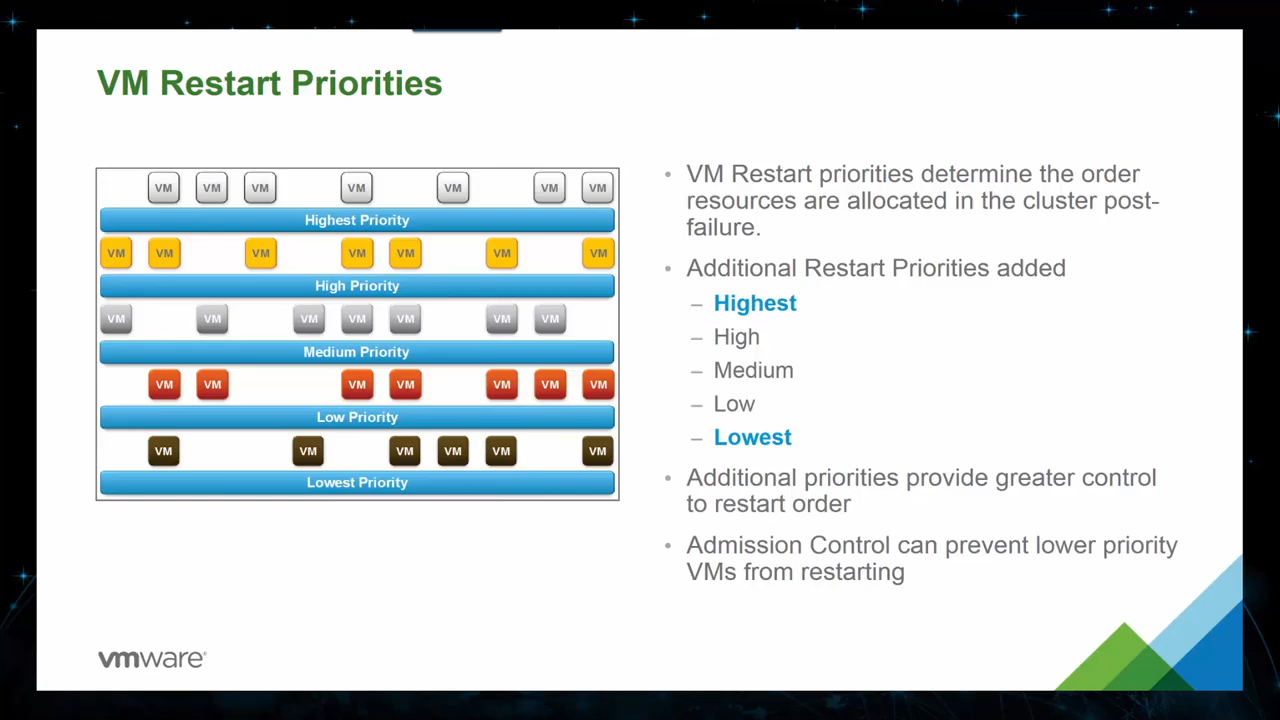 VM Restart Priorities
VM VM VM VM VM VM VM
Highest Priority
VM VM VM VM VM VM VM
High Priority
VM VM VM VM VM VM VM
Medium Priority
VM VM VM VM VM VM VM
Low Priority
VM VM VM VM VM VM
Lowest Priority
• VM Restart priorities determine the order
resources are allocated in the cluster post-
failure.
• Additional Restart Priorities added
– Highest
– High
– Medium
– Low
– Lowest
• Additional priorities provide greater control
to restart order
• Admission Control can prevent lower priority
VMs from restarting
vmware®